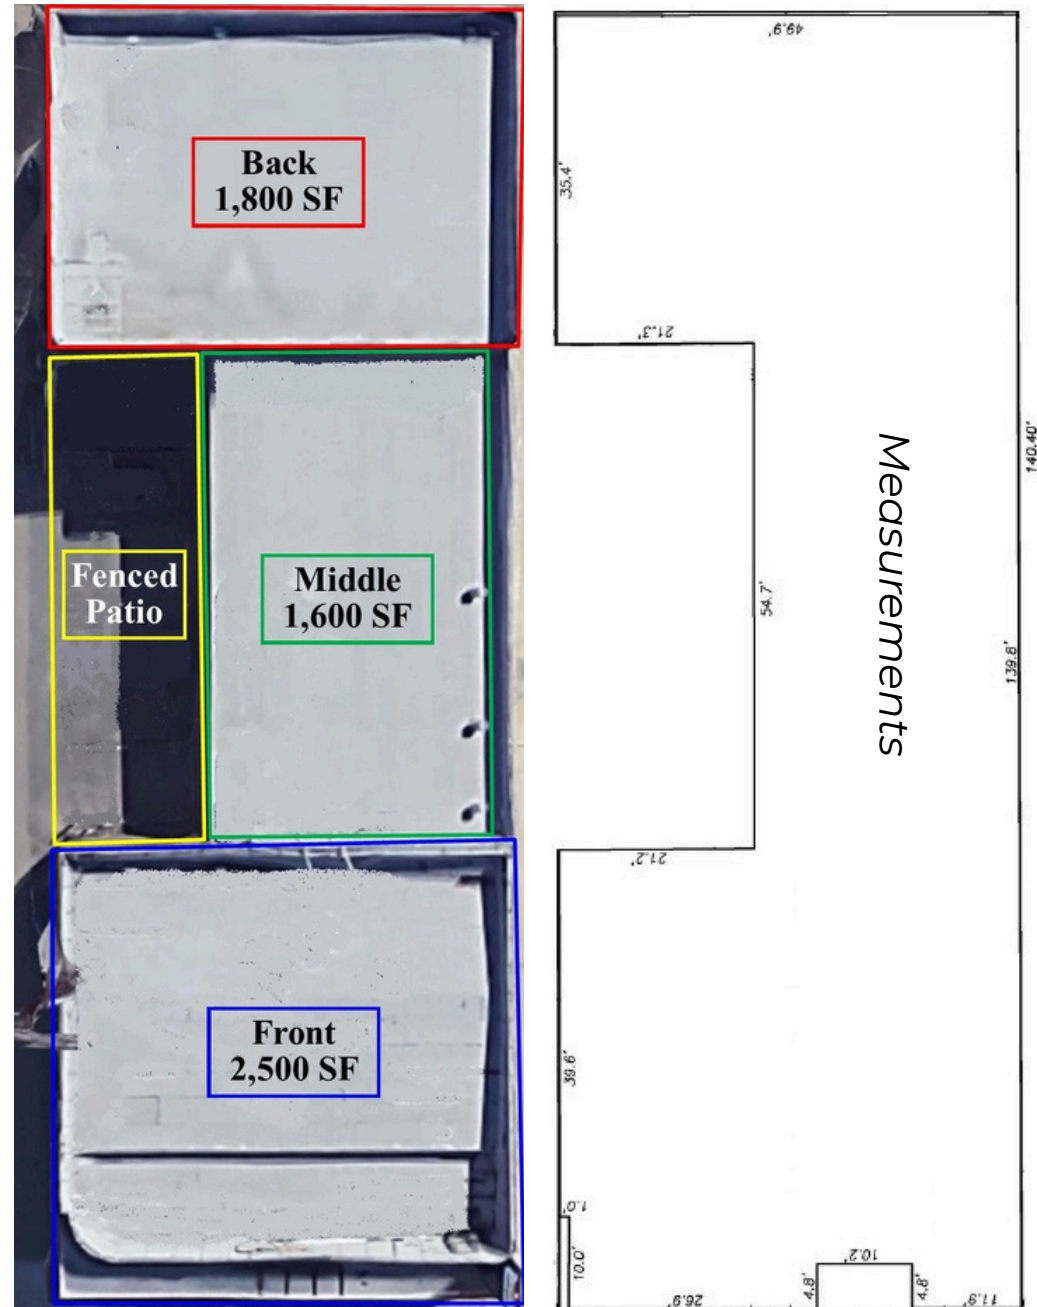 Back
1,800 SF
Fenced
Patio
Middle
1,600 SF
Front
2,500 SF
49.9'
35.4'
21.3'
140.40'
Measurements
54.7'
139.8'
21.2'
39.6'
1.0'
10.0'
10.2'
4.8'
4.8'
26.9'
11.9'